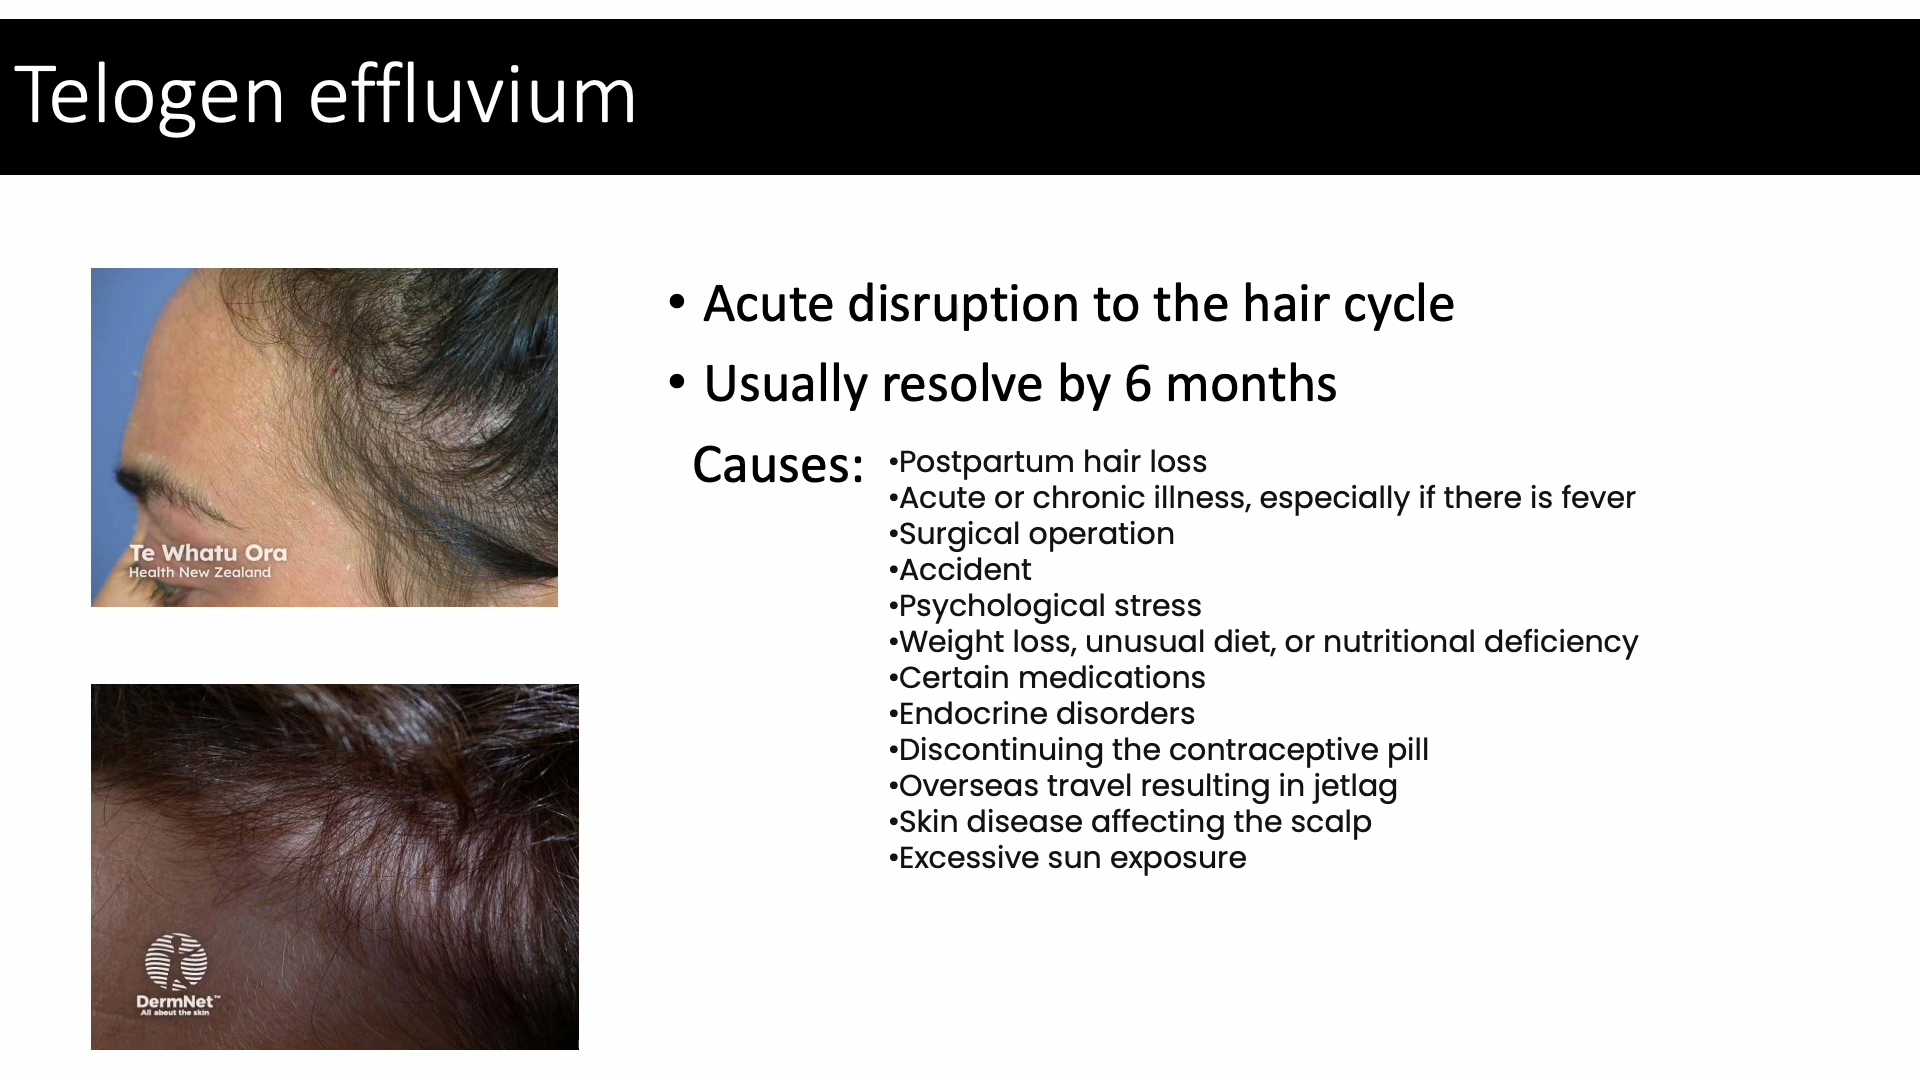 Telogen effluvium
• Acute disruption to the hair cycle
• Usually resolve by 6 months
Causes:
•Postpartum hair loss
•Acute or chronic illness, especially if there is fever
•Surgical operation
•Accident
•Psychological stress
•Weight loss, unusual diet, or nutritional deficiency
•Certain medications
•Endocrine disorders
•Discontinuing the contraceptive pill
•Overseas travel resulting in jetlag
•Skin disease affecting the scalp
•Excessive sun exposure
Te Whatu Ora
Health New Zealand
DermNet™
All about the skin